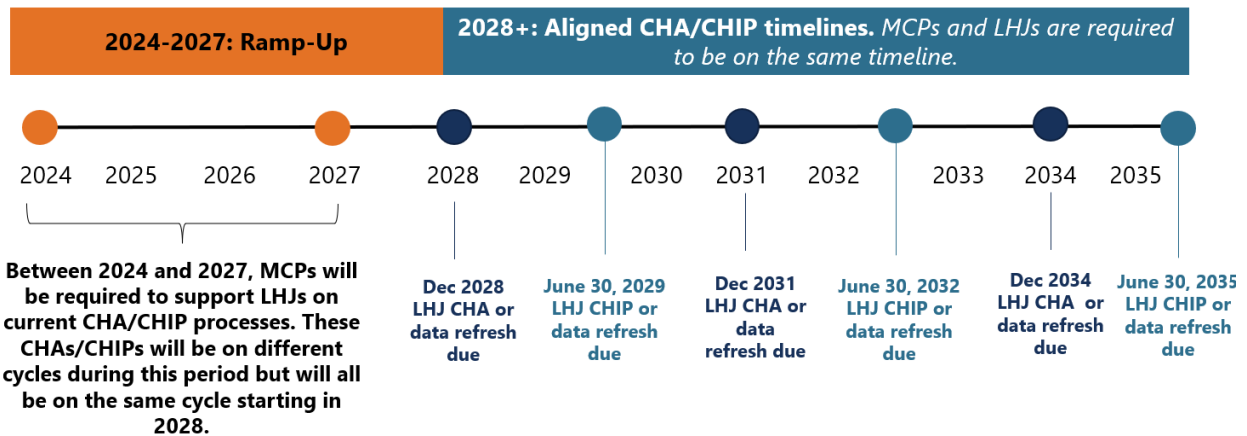 2024-2027: Ramp-Up
2028+: Aligned CHA/CHIP timelines. MCPs and LHJs are required
to be on the same timeline.
2024
2025
2026
2027
2028
2029
2030
2031
2032
2033
2034
2035
Between 2024 and 2027, MCPs will
be required to support LHJs on
current CHA/CHIP processes. These
CHAs/CHIPs will be on different
cycles during this period but will all
be on the same cycle starting in
2028.
Dec 2028
LHJ CHA or
data refresh
due
June 30, 2029
LHJ CHIP or
data refresh
due
Dec 2031
LHJ CHA or
data
refresh due
June 30, 2032
LHJ CHIP or
data refresh
due
Dec 2034
LHJ CHA or
data refresh
due
June 30, 2035
LHJ CHIP or
data refresh
due